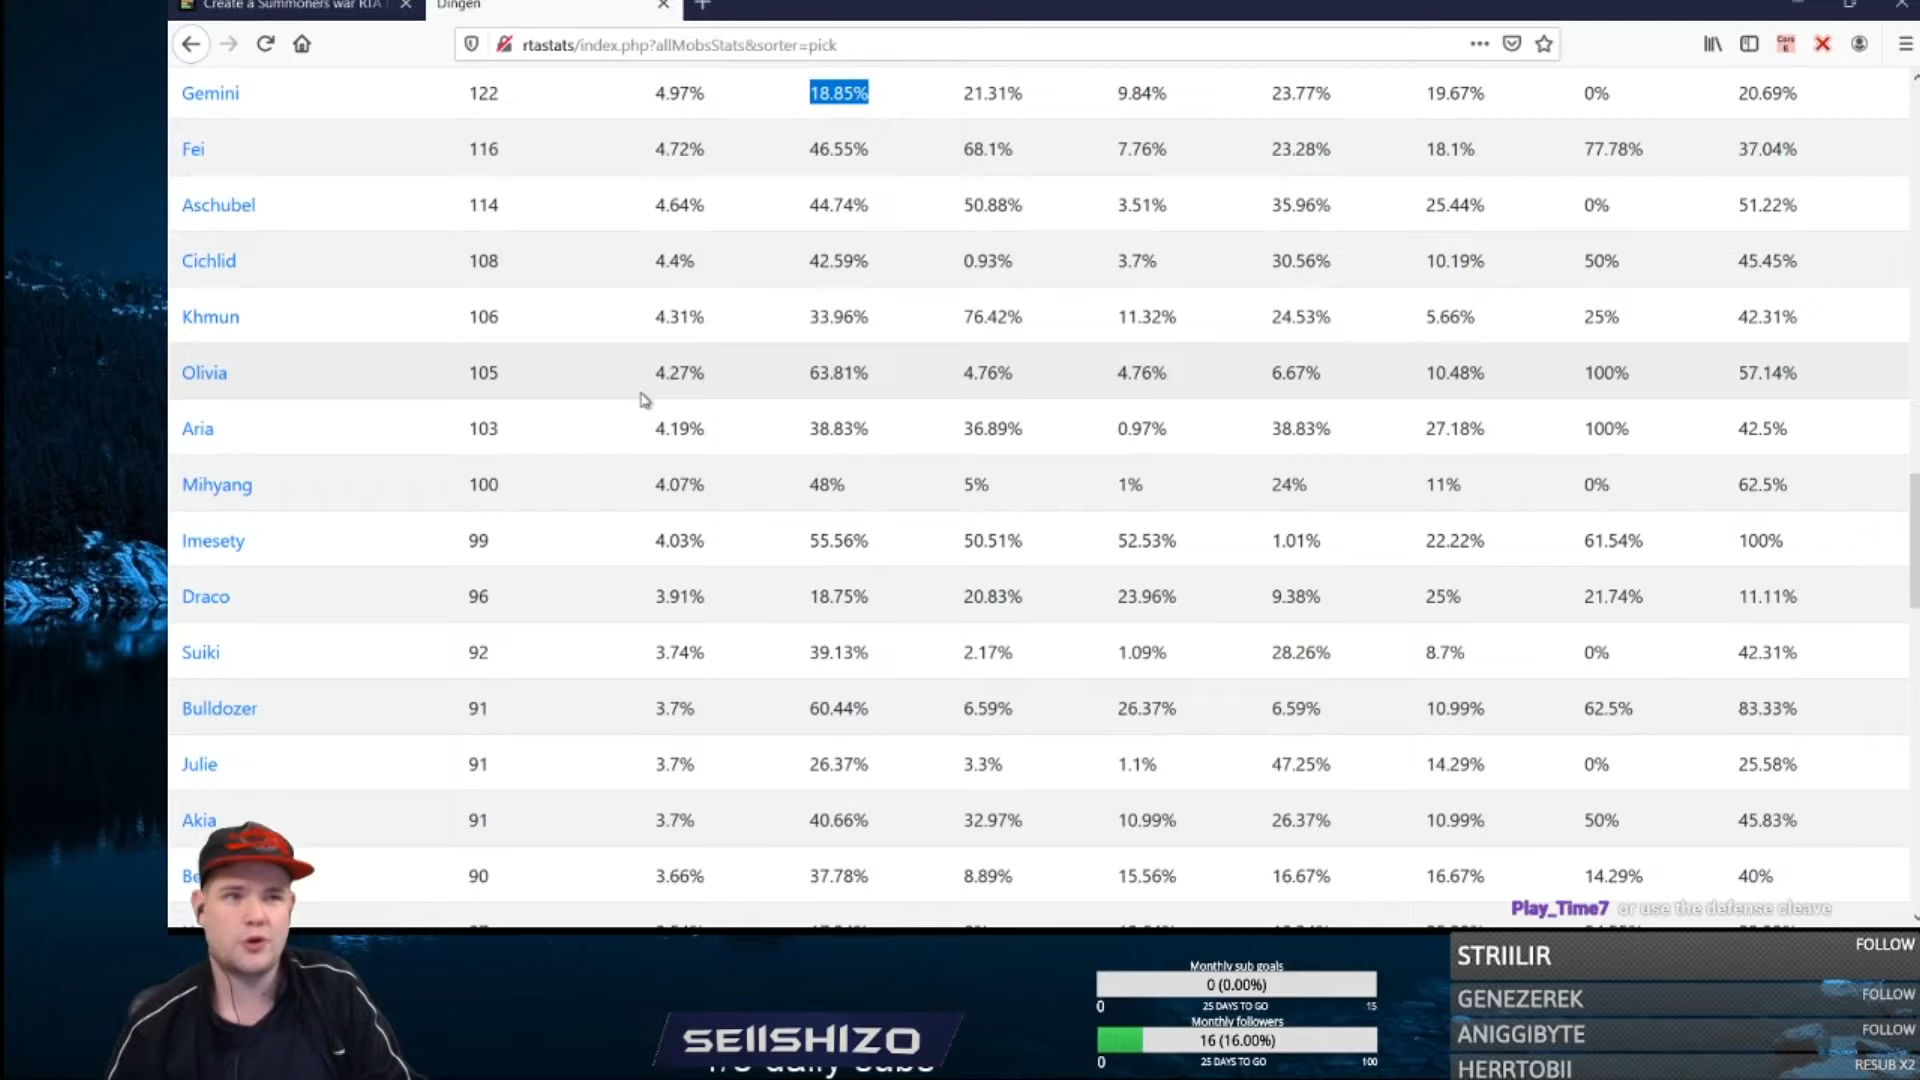 Create a Summoners war RTA
Dingen
rtastats/index.php?allMobsStats&sorter=pick
Gemini 122 4.97% 18.85% 21.31% 9.84% 23.77% 19.67% 0% 20.69%
Fei 116 4.72% 46.55% 68.1% 7.76% 23.28% 18.1% 77.78% 37.04%
Aschubel 114 4.64% 44.74% 50.88% 3.51% 35.96% 25.44% 0% 51.22%
Cichlid 108 4.4% 42.59% 0.93% 3.7% 30.56% 10.19% 50% 45.45%
Khmun 106 4.31% 33.96% 76.42% 11.32% 24.53% 5.66% 25% 42.31%
Olivia 105 4.27% 63.81% 4.76% 4.76% 6.67% 10.48% 100% 57.14%
Aria 103 4.19% 38.83% 36.89% 0.97% 38.83% 27.18% 100% 42.5%
Mihyang 100 4.07% 48% 5% 1% 24% 11% 0% 62.5%
Imesety 99 4.03% 55.56% 50.51% 52.53% 1.01% 22.22% 61.54% 100%
Draco 96 3.91% 18.75% 20.83% 23.96% 9.38% 25% 21.74% 11.11%
Suiki 92 3.74% 39.13% 2.17% 1.09% 28.26% 8.7% 0% 42.31%
Bulldozer 91 3.7% 60.44% 6.59% 26.37% 6.59% 10.99% 62.5% 83.33%
Julie 91 3.7% 26.37% 3.3% 1.1% 47.25% 14.29% 0% 25.58%
Akia 91 3.7% 40.66% 32.97% 10.99% 26.37% 10.99% 50% 45.83%
90 3.66% 37.78% 8.89% 15.56% 16.67% 16.67% 14.29% 40%
Play_Time7 or use the defense cleave
STRIILIR FOLLOW
GENEZEREK FOLLOW
ANIGGIBYTE FOLLOW
HERRTOBII RESUB X2
Monthly sub goals
0 (0.00%)
0 25 DAYS TO GO 15
Monthly followers
16 (16.00%)
0 25 DAYS TO GO 100
SEIISHIZO
daily subs